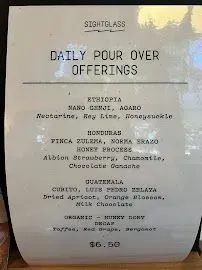 SIGHTGLASS
DAILY POUR OVER
OFFERINGS
ETHIOPIA
NANO GENJI, AGARO
Nectarine, Key Lime, Honeysuckle
HONDURAS
FINCA ZULEMA, NORMA ERAZO
HONEY PROCESS
Albion Strawberry, Chamomile,
Chocolate Ganache
GUATEMALA
CUBITO, LUIS PEDRO ZELAYA
Dried Apricot, Orange Blossom,
Milk Chocolate
ORGANIC - HUNKY DORY
DECAF
Toffee, Red Grape, Bergamot
$6.50